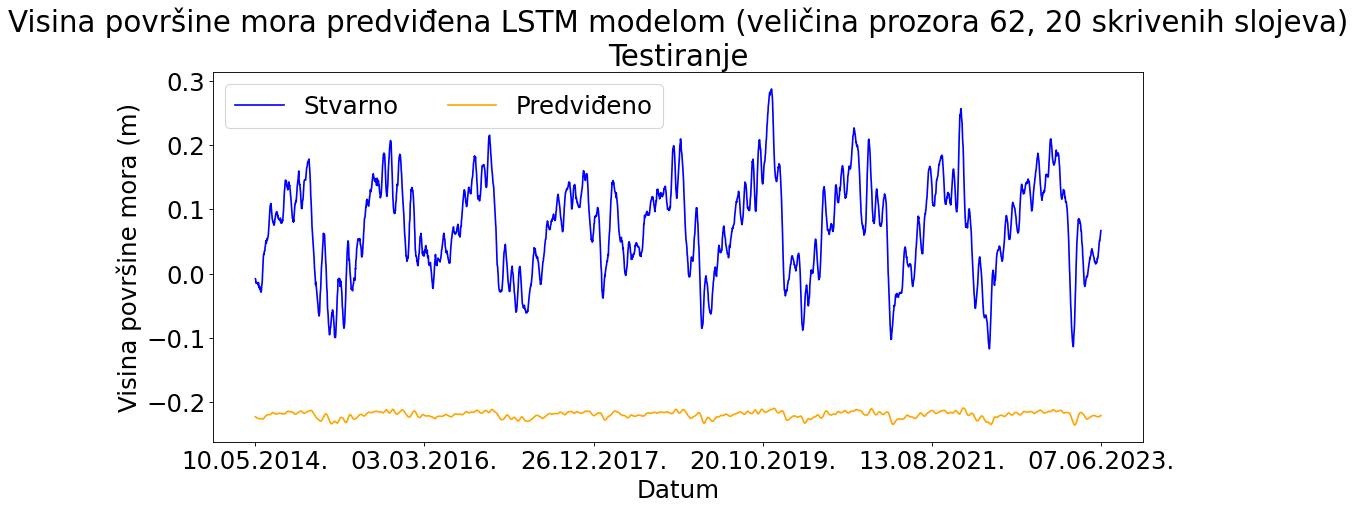 Visina površine mora predviđena LSTM modelom (veličina prozora 62, 20 skrivenih slojeva)
Testiranje
Stvarno Predviđeno
Visina površine mora (m)
0.3
0.2
0.1
0.0
−0.1
−0.2
10.05.2014. 03.03.2016. 26.12.2017. 20.10.2019. 13.08.2021. 07.06.2023.
Datum